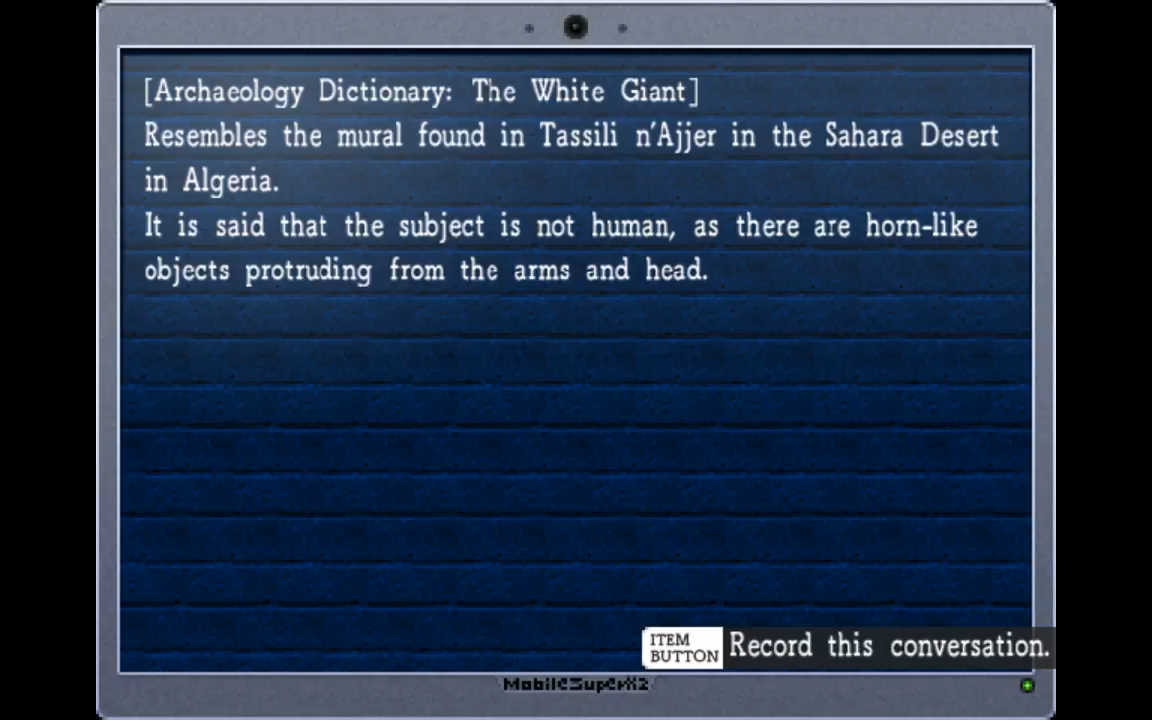 [Archaeology Dictionary: The White Giant]
Resembles the mural found in Tassili n'Ajjer in the Sahara Desert
in Algeria.
It is said that the subject is not human, as there are horn-like
objects protruding from the arms and head.
ITEM
BUTTON
Record this conversation.
MobileSuperX2